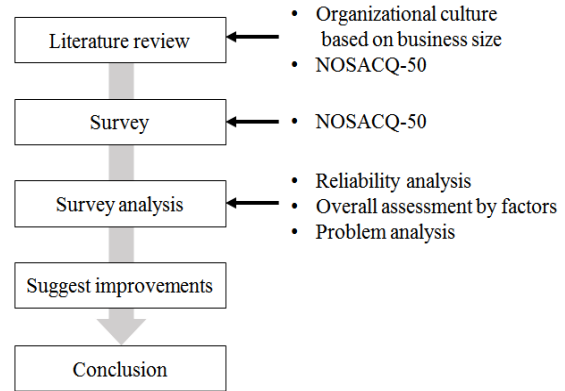 Literature review
• Organizational culture
based on business size
• NOSACQ-50
Survey
• NOSACQ-50
Survey analysis
• Reliability analysis
• Overall assessment by factors
• Problem analysis
Suggest improvements
Conclusion